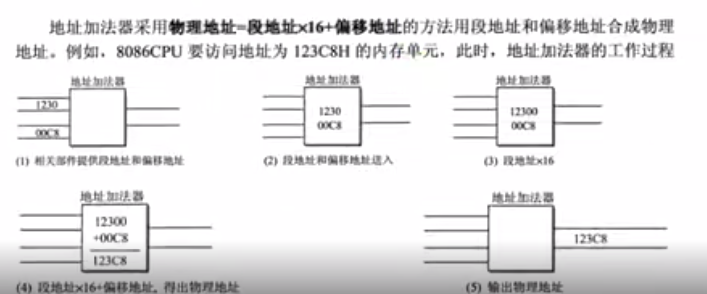 地址加法器采用物理地址=段地址×16+偏移地址的方法用段地址和偏移地址合成物理
地址。例如，8086CPU 要访问地址为 123C8H 的内存单元，此时，地址加法器的工作过程
地址加法器
1230
00C8
(1) 相关部件提供段地址和偏移地址
地址加法器
1230
00C8
(2) 段地址和偏移地址送入
地址加法器
12300
00C8
(3) 段地址×16
地址加法器
12300
+00C8
123C8
(4) 段地址×16+偏移地址，得出物理地址
地址加法器
123C8
(5) 输出物理地址